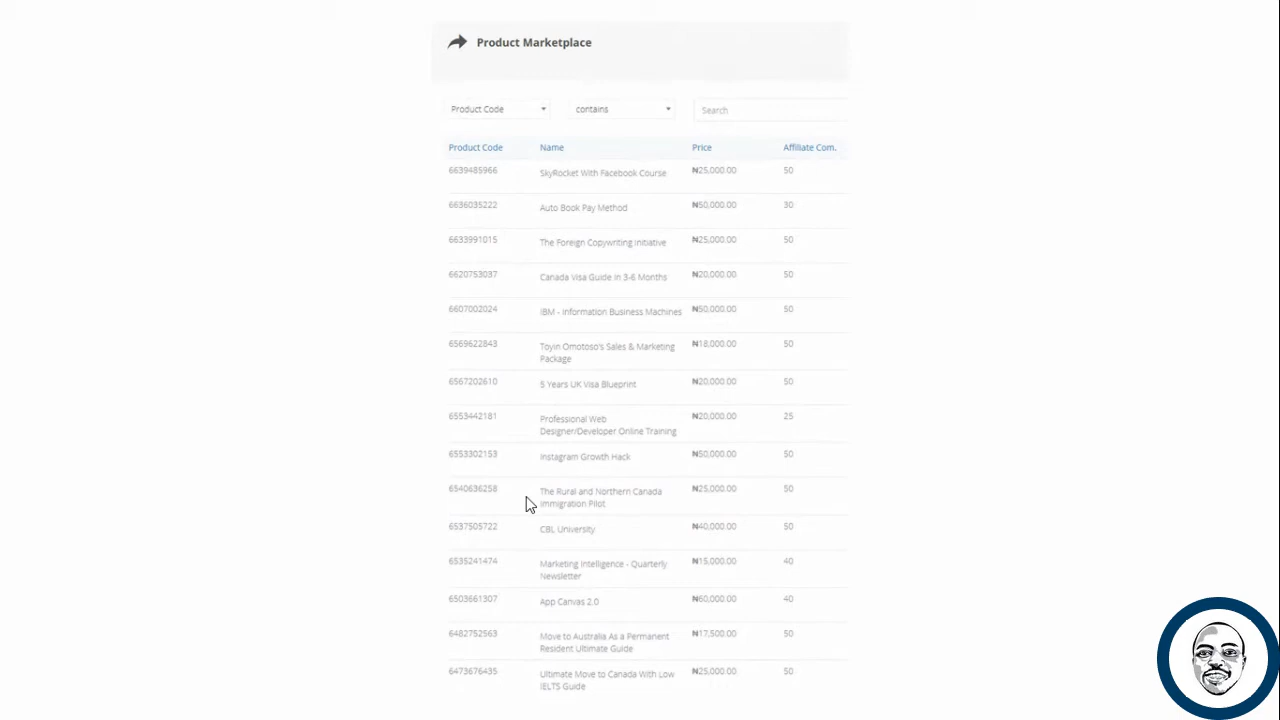 Product Marketplace
Product Code contains Search
Product Code Name Price Affiliate Com.
6639485966 SkyRocket With Facebook Course ₦25,000.00 50
6636035222 Auto Book Pay Method ₦50,000.00 30
6633991015 The Foreign Copywriting Initiative ₦25,000.00 50
6620753037 Canada Visa Guide In 3-6 Months ₦20,000.00 50
6607002024 IBM - Information Business Machines ₦50,000.00 50
6569622843 Toyin Omotoso's Sales & Marketing ₦18,000.00 50
Package
6567202610 5 Years UK Visa Blueprint ₦20,000.00 50
6553442181 Professional Web ₦20,000.00 25
Designer/Developer Online Training
6553302153 Instagram Growth Hack ₦50,000.00 50
6540636258 The Rural and Northern Canada ₦25,000.00 50
Immigration Pilot
6537505722 CBL University ₦40,000.00 50
6535241474 Marketing Intelligence - Quarterly ₦15,000.00 40
Newsletter
6503661307 App Canvas 2.0 ₦60,000.00 40
6482752563 Move to Australia As a Permanent ₦17,500.00 50
Resident Ultimate Guide
6473676435 Ultimate Move to Canada With Low ₦25,000.00 50
IELTS Guide